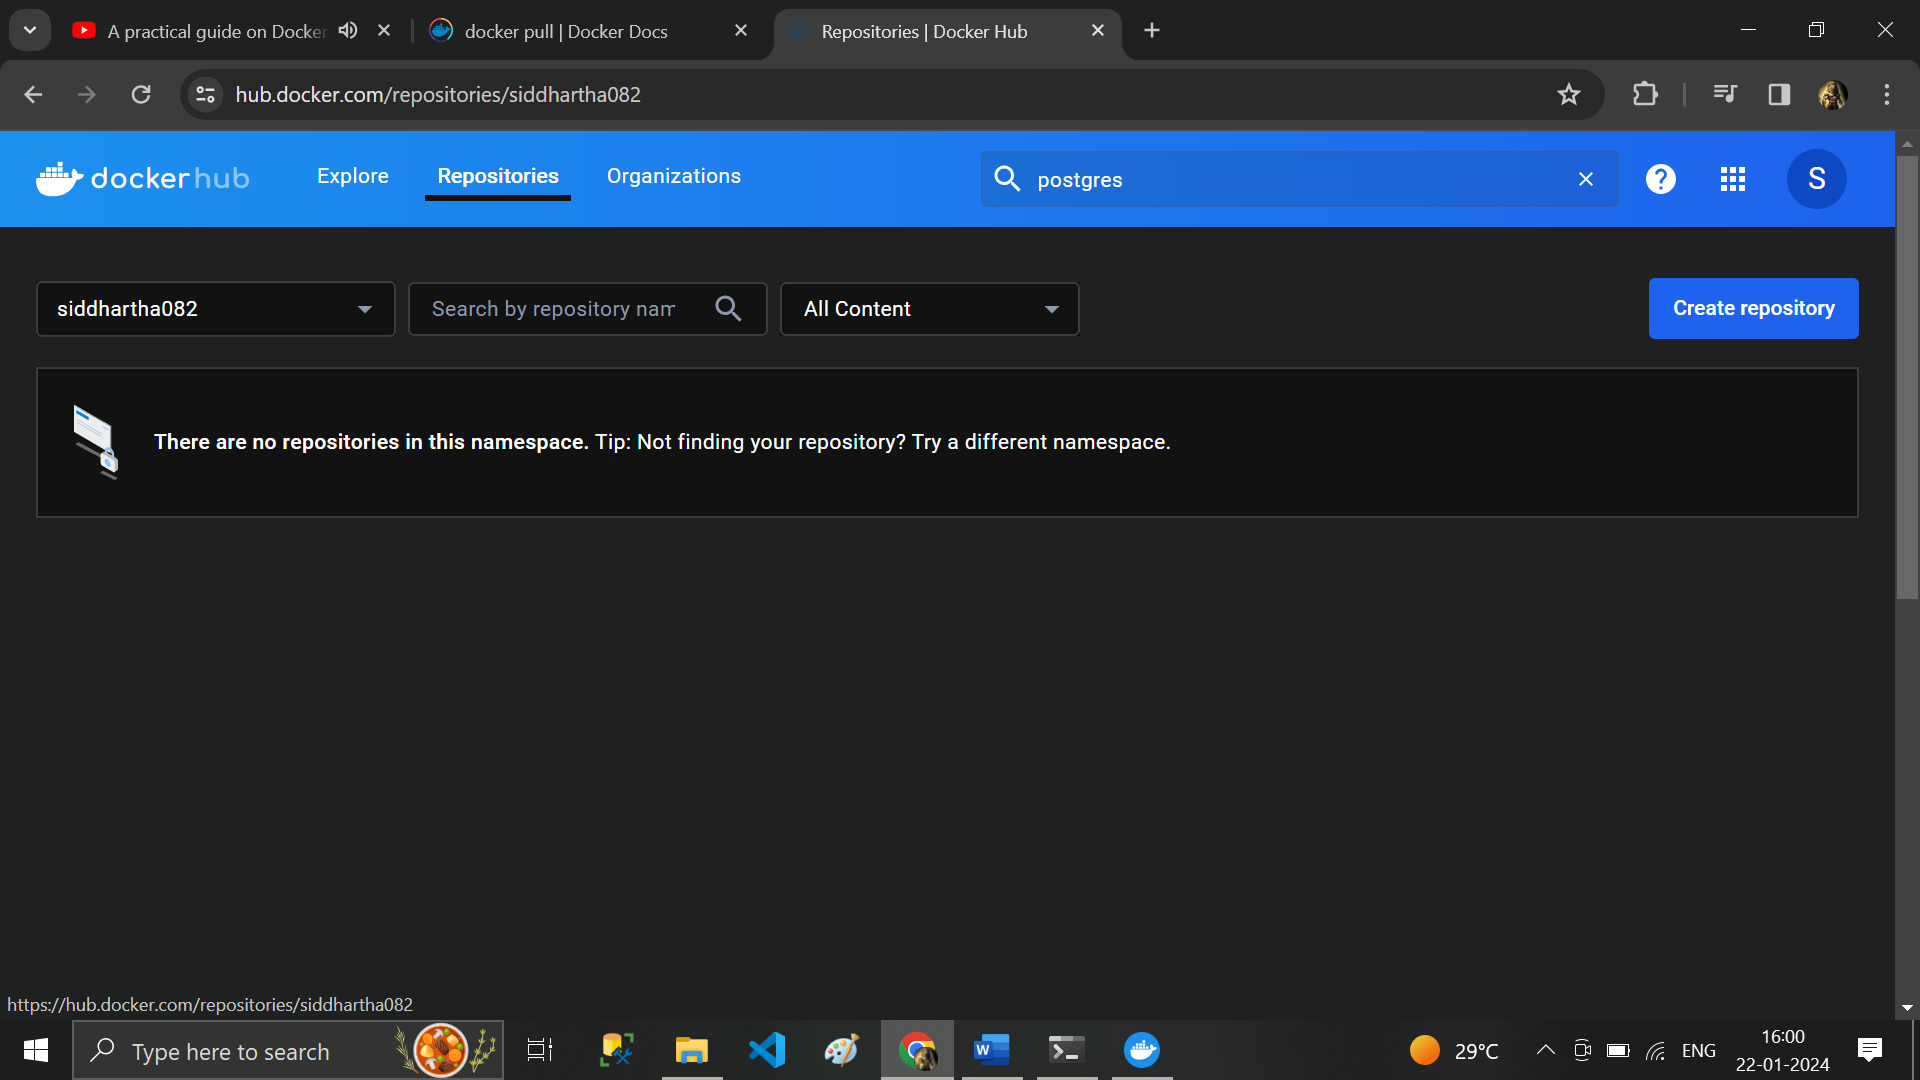 A practical guide on Docker
docker pull | Docker Docs
Repositories | Docker Hub
hub.docker.com/repositories/siddhartha082
docker hub
Explore
Repositories
Organizations
postgres
S
siddhartha082
Search by repository nam
All Content
Create repository
There are no repositories in this namespace. Tip: Not finding your repository? Try a different namespace.
https://hub.docker.com/repositories/siddhartha082
Type here to search
29°C
ENG
16:00
22-01-2024